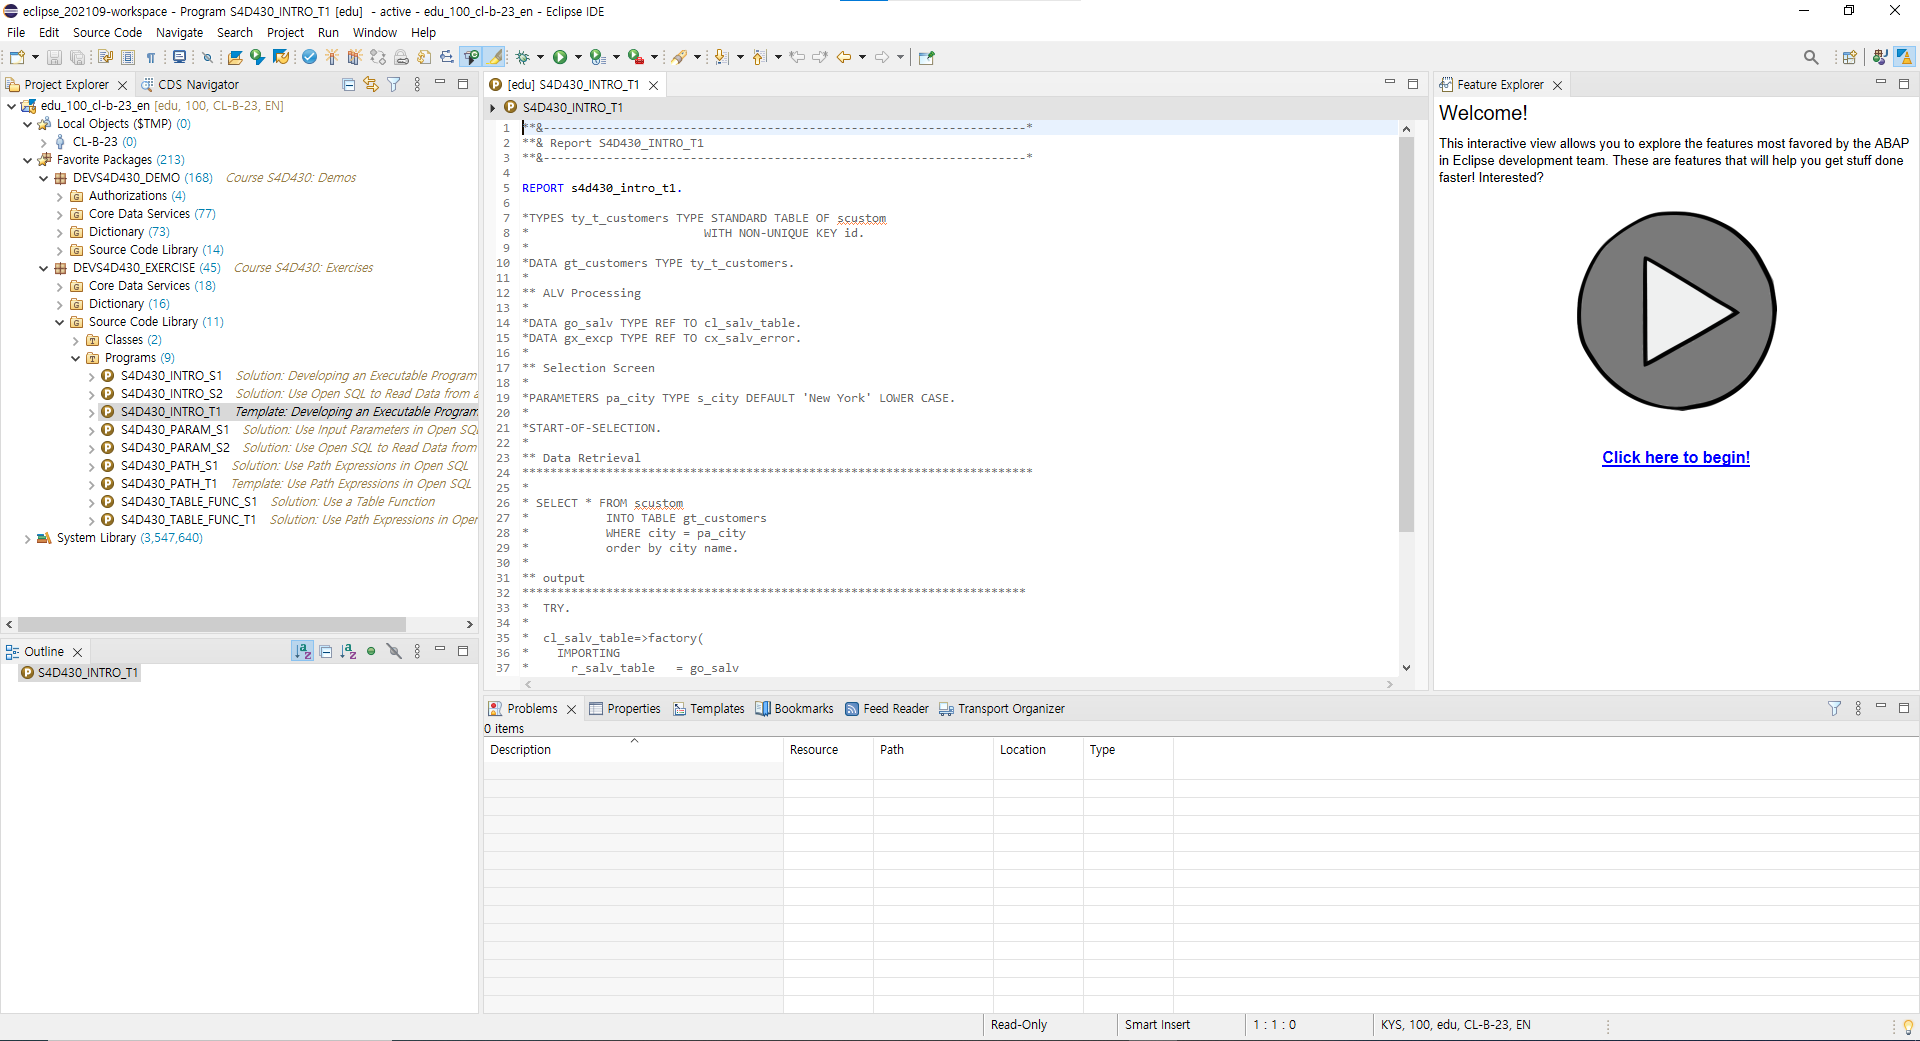 eclipse_202109-workspace - Program S4D430_INTRO_T1 [edu]  - active - edu_100_cl-b-23_en - Eclipse IDE
File Edit Source Code Navigate Search Project Run Window Help
Project Explorer
CDS Navigator
edu_100_cl-b-23_en [edu, 100, CL-B-23, EN]
Local Objects ($TMP) (0)
CL-B-23 (0)
Favorite Packages (213)
DEVS4D430_DEMO (168) Course S4D430: Demos
Authorizations (4)
Core Data Services (77)
Dictionary (73)
Source Code Library (14)
DEVS4D430_EXERCISE (45) Course S4D430: Exercises
Core Data Services (18)
Dictionary (16)
Source Code Library (11)
Classes (2)
Programs (9)
S4D430_INTRO_S1 Solution: Developing an Executable Program
S4D430_INTRO_S2 Solution: Use Open SQL to Read Data from a
S4D430_INTRO_T1 Template: Developing an Executable Program
S4D430_PARAM_S1 Solution: Use Input Parameters in Open SQL
S4D430_PARAM_S2 Solution: Use Open SQL to Read Data from
S4D430_PATH_S1 Solution: Use Path Expressions in Open SQL
S4D430_PATH_T1 Template: Use Path Expressions in Open SQL
S4D430_TABLE_FUNC_S1 Solution: Use a Table Function
S4D430_TABLE_FUNC_T1 Solution: Use Path Expressions in Oper
System Library (3,547,640)
Outline
S4D430_INTRO_T1
[edu] S4D430_INTRO_T1
S4D430_INTRO_T1
1 **&---------------------------------------------------------------------*
2 **& Report S4D430_INTRO_T1
3 **&---------------------------------------------------------------------*
4
5 REPORT s4d430_intro_t1.
6
7 *TYPES ty_t_customers TYPE STANDARD TABLE OF scustom
8 * WITH NON-UNIQUE KEY id.
9 *
10 *DATA gt_customers TYPE ty_t_customers.
11 *
12 ** ALV Processing
13 *
14 *DATA go_salv TYPE REF TO cl_salv_table.
15 *DATA gx_excp TYPE REF TO cx_salv_error.
16 *
17 ** Selection Screen
18 *
19 *PARAMETERS pa_city TYPE s_city DEFAULT 'New York' LOWER CASE.
20 *
21 *START-OF-SELECTION.
22 *
23 ** Data Retrieval
24 *************************************************************************
25 *
26 * SELECT * FROM scustom
27 * INTO TABLE gt_customers
28 * WHERE city = pa_city
29 * order by city name.
30 *
31 ** output
32 ************************************************************************
33 * TRY.
34 *
35 * cl_salv_table=>factory(
36 * IMPORTING
37 * r_salv_table = go_salv
Feature Explorer
Welcome!
This interactive view allows you to explore the features most favored by the ABAP
in Eclipse development team. These are features that will help you get stuff done
faster! Interested?
Click here to begin!
Problems
Properties
Templates
Bookmarks
Feed Reader
Transport Organizer
0 items
Description Resource Path Location Type
Read-Only Smart Insert 1 : 1 : 0 KYS, 100, edu, CL-B-23, EN